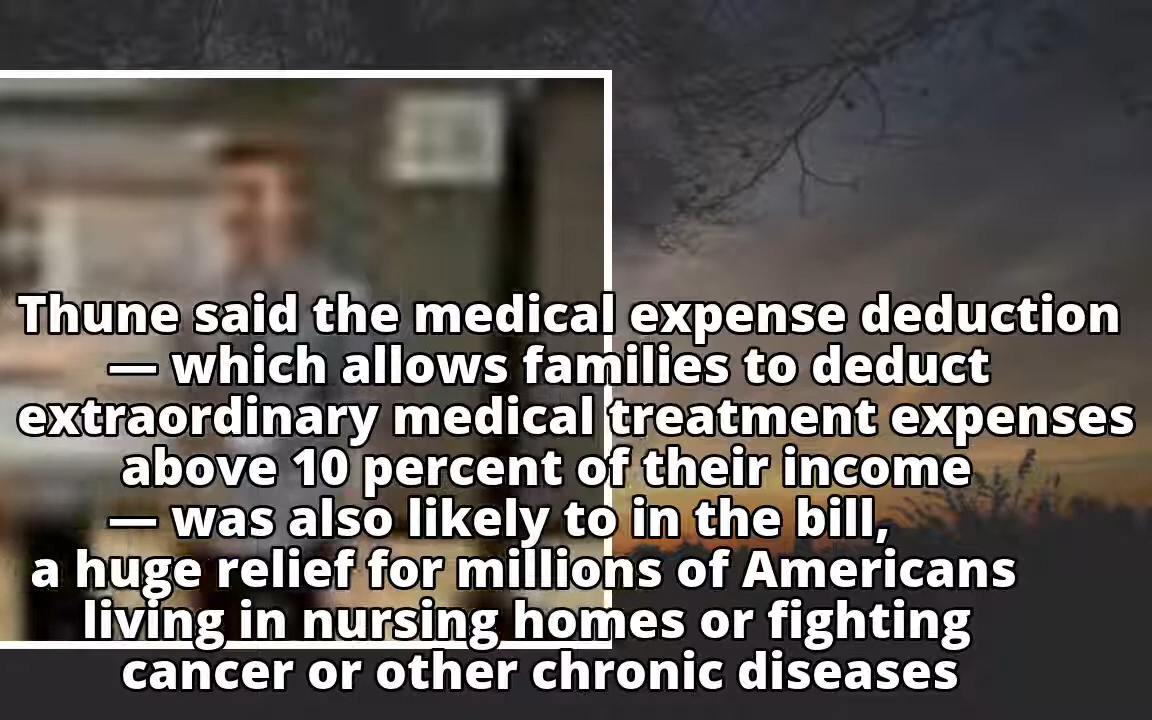 Thune said the medical expense deduction
— which allows families to deduct
extraordinary medical treatment expenses
above 10 percent of their income
— was also likely to in the bill,
a huge relief for millions of Americans
living in nursing homes or fighting
cancer or other chronic diseases